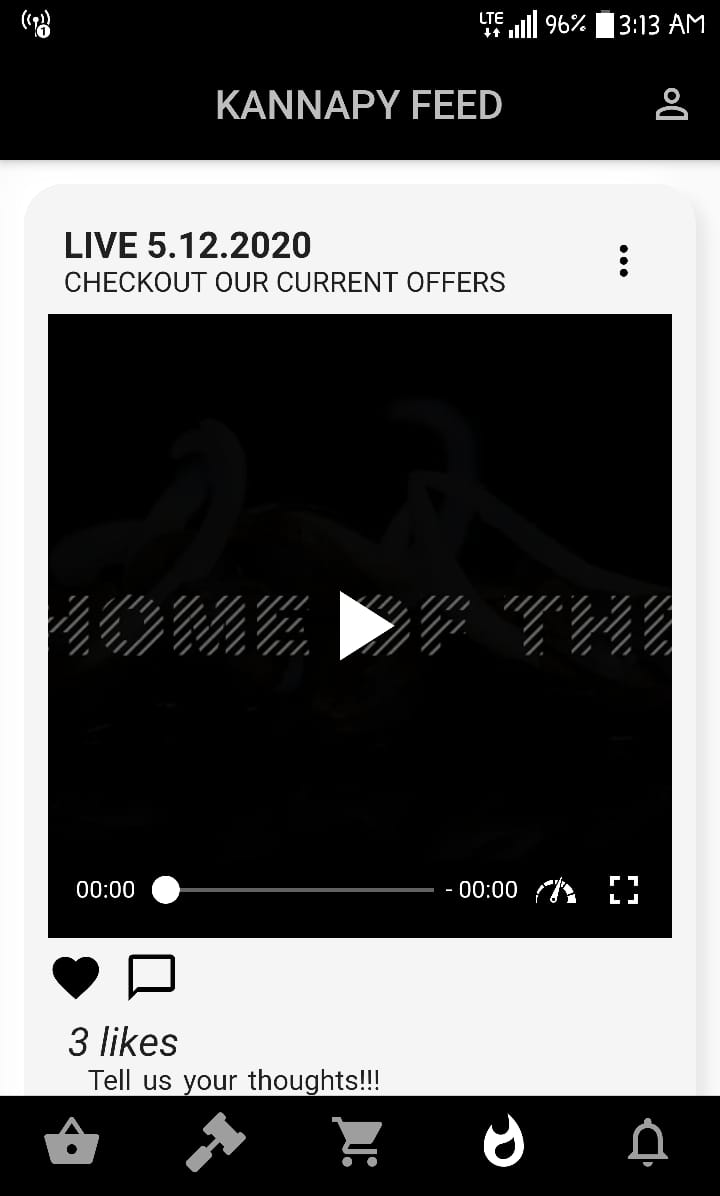 LTE 96% 3:13 AM
KANNAPY FEED
LIVE 5.12.2020
CHECKOUT OUR CURRENT OFFERS
HOME OF THE
00:00 - 00:00
3 likes
Tell us your thoughts!!!